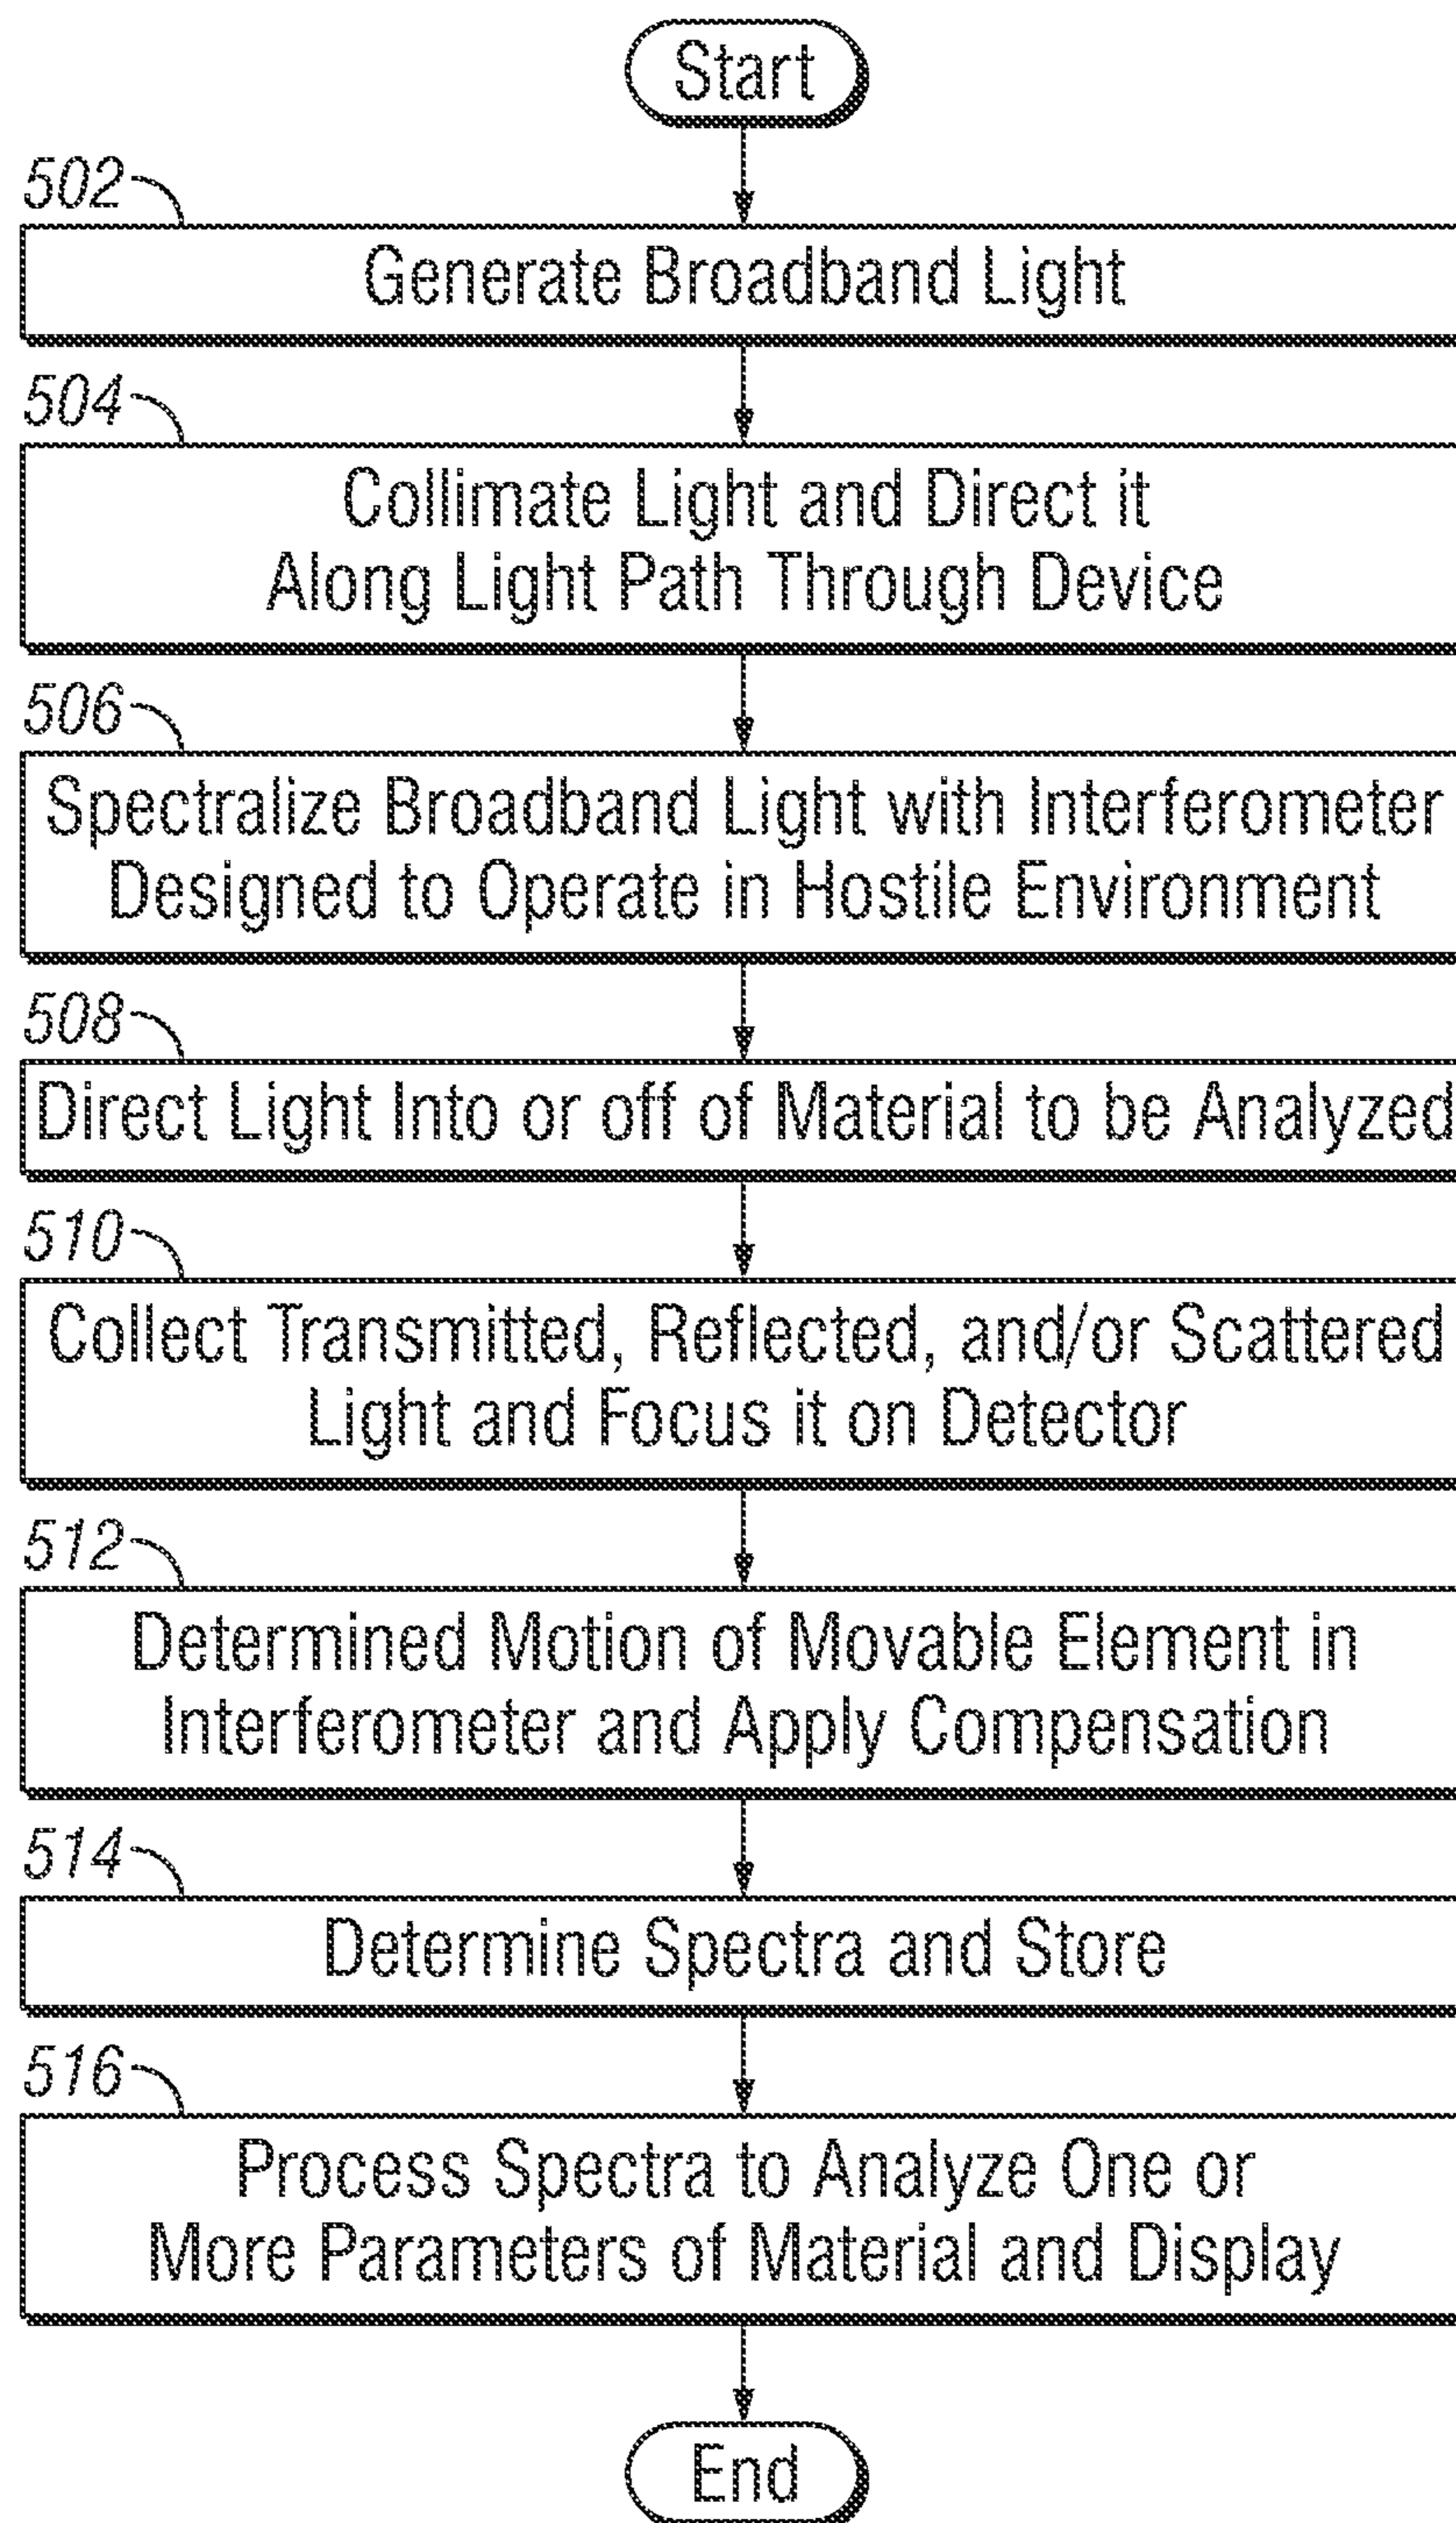 Start
502
Generate Broadband Light
504
Collimate Light and Direct it
Along Light Path Through Device
506
Spectralize Broadband Light with Interferometer
Designed to Operate in Hostile Environment
508
Direct Light Into or off of Material to be Analyzed
510
Collect Transmitted, Reflected, and/or Scattered
Light and Focus it on Detector
512
Determined Motion of Movable Element in
Interferometer and Apply Compensation
514
Determine Spectra and Store
516
Process Spectra to Analyze One or
More Parameters of Material and Display
End